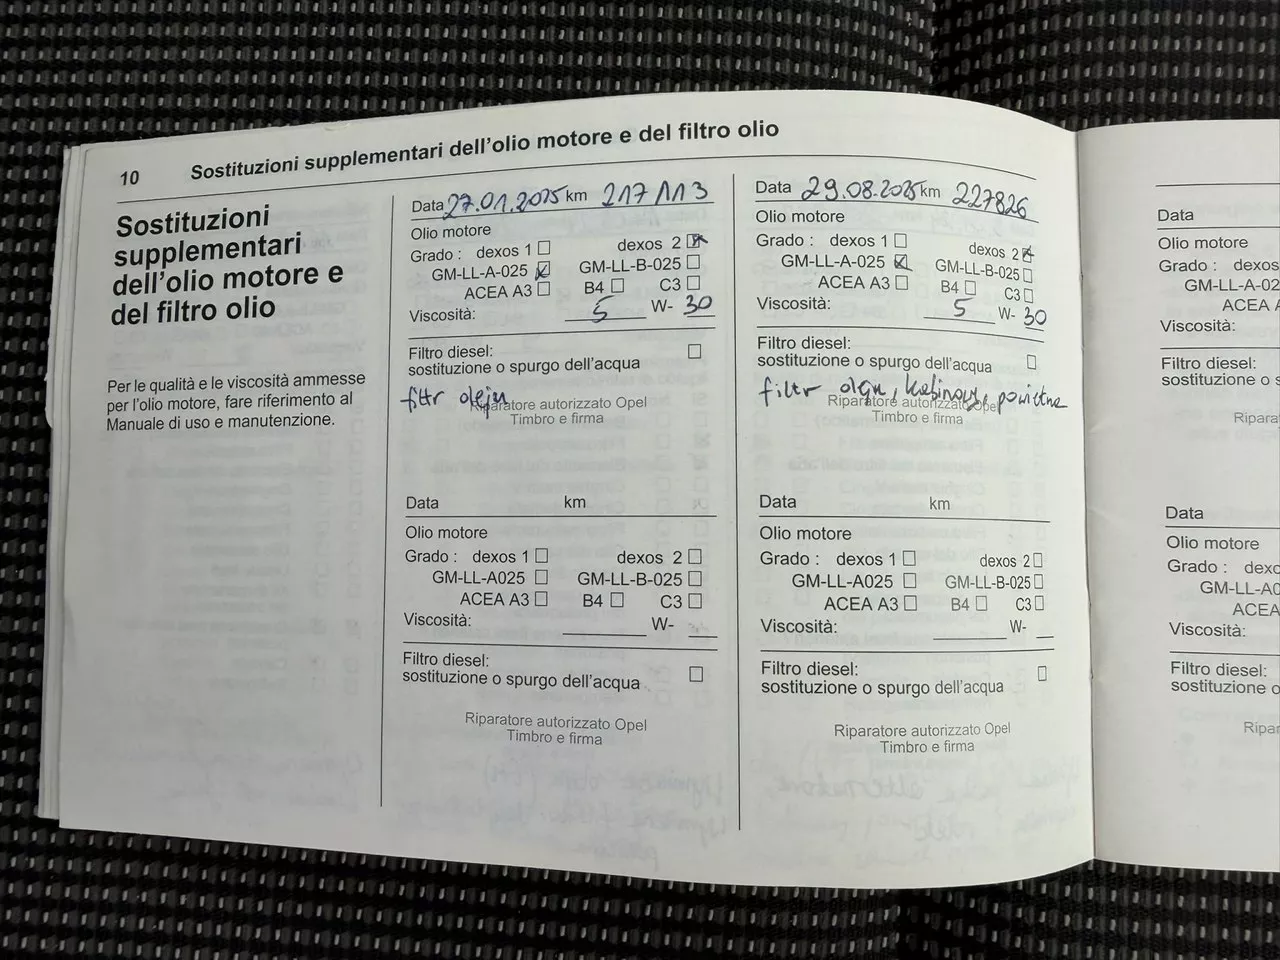 10 Sostituzioni supplementari dell'olio motore e del filtro olio
Sostituzioni
supplementari
dell'olio motore e
del filtro olio
Per le qualità e le viscosità ammesse
per l'olio motore, fare riferimento al
Manuale di uso e manutenzione.
Data 27.01.2025 km 217 113
Olio motore
Grado : dexos 1 dexos 2
GM-LL-A-025 GM-LL-B-025
ACEA A3 B4 C3
Viscosità: 5 W- 30
Filtro diesel:
sostituzione o spurgo dell'acqua
filtr oleju
Riparatore autorizzato Opel
Timbro e firma
Data km
Olio motore
Grado : dexos 1 dexos 2
GM-LL-A025 GM-LL-B-025
ACEA A3 B4 C3
Viscosità: W-
Filtro diesel:
sostituzione o spurgo dell'acqua
Riparatore autorizzato Opel
Timbro e firma
Data 29.08.2025 km 227826
Olio motore
Grado : dexos 1 dexos 2
GM-LL-A-025 GM-LL-B-025
ACEA A3 B4 C3
Viscosità: 5 W- 30
Filtro diesel:
sostituzione o spurgo dell'acqua
filtr oleju, kabinowy, powietrza
Riparatore autorizzato Opel
Timbro e firma
Data km
Olio motore
Grado : dexos 1 dexos 2
GM-LL-A025 GM-LL-B-025
ACEA A3 B4 C3
Viscosità: W-
Filtro diesel:
sostituzione o spurgo dell'acqua
Riparatore autorizzato Opel
Timbro e firma
Data
Olio motore
Grado : dexos
GM-LL-A-02
ACEA A
Viscosità:
Filtro diesel:
sostituzione o s
Ripara
Data
Olio motore
Grado : dexo
GM-LL-A0
ACEA
Viscosità:
Filtro diesel:
sostituzione o
Ripar